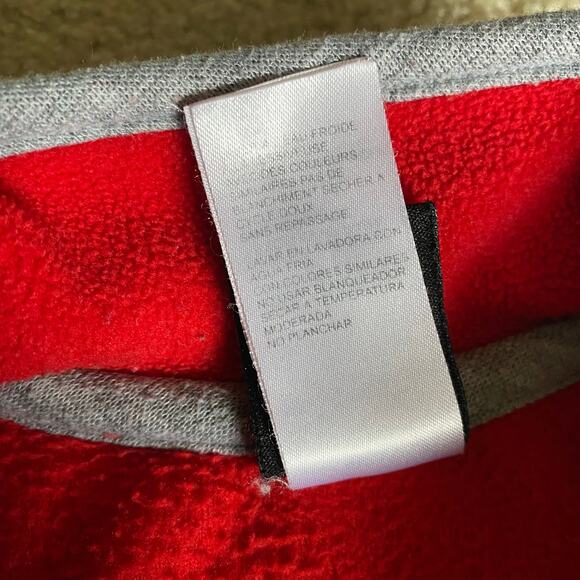 EAU FROIDE
DES COULEURS
SIMILAIRES PAS DE
BLANCHIMENT SECHER A
CYCLE DOUX
SANS REPASSAGE
LAVAR EN LAVADORA CON
AGUA FRIA
CON COLORES SIMILARES
NO USAR BLANQUEADOR
SECAR A TEMPERATURA
MODERADA
NO PLANCHAR